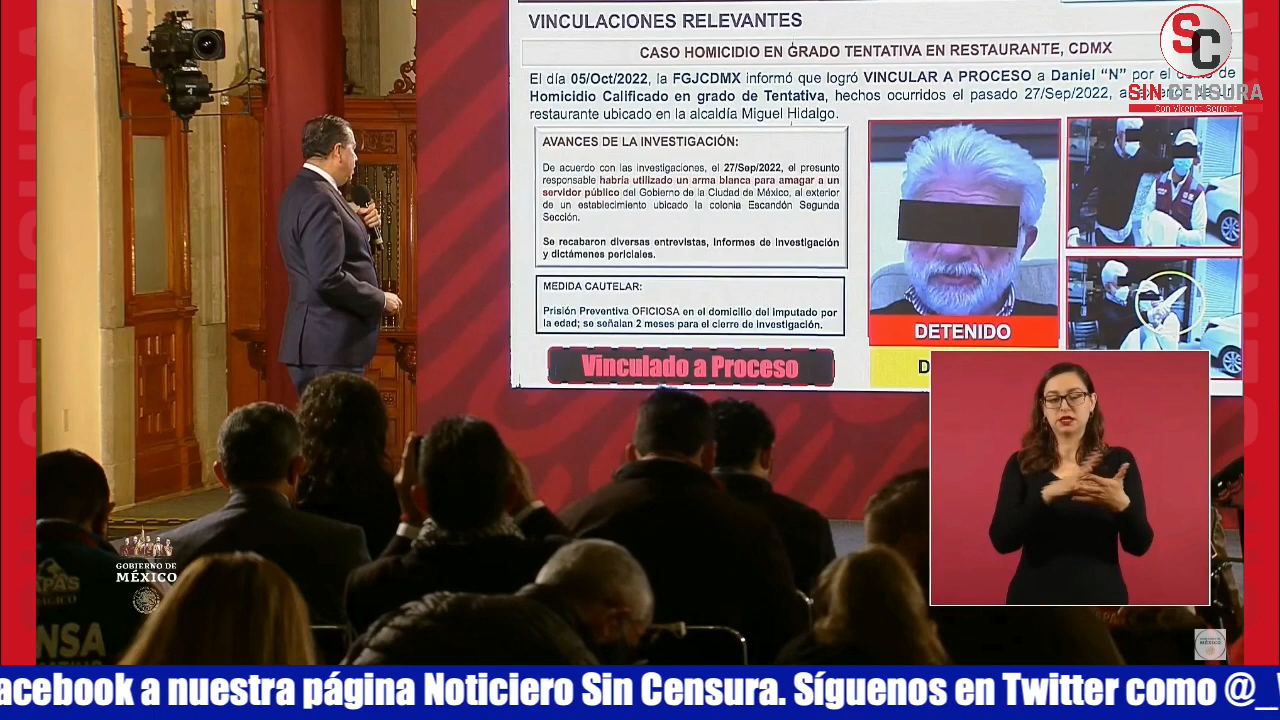 VINCULACIONES RELEVANTES
CASO HOMICIDIO EN GRADO TENTATIVA EN RESTAURANTE, CDMX
El día 05/Oct/2022, la FGJCDMX informó que logró VINCULAR A PROCESO a Daniel “N” por el de
Homicidio Calificado en grado de Tentativa, hechos ocurridos el pasado 27/Sep/2022, al
restaurante ubicado en la alcaldía Miguel Hidalgo.
AVANCES DE LA INVESTIGACIÓN:
De acuerdo con las investigaciones, el 27/Sep/2022, el presunto
responsable habría utilizado un arma blanca para amagar a un
servidor público del Gobierno de la Ciudad de México, al exterior
de un establecimiento ubicado la colonia Escandón Segunda
Sección.
Se recabaron diversas entrevistas, informes de investigación
y dictámenes periciales.
MEDIDA CAUTELAR:
Prisión Preventiva OFICIOSA en el domicilio del imputado por
la edad; se señalan 2 meses para el cierre de investigación.
Vinculado a Proceso
DETENIDO
D
SC
SIN CENSURA
Con Vicente Serrano
GOBIERNO DE
MÉXICO
ENSA
acebook a nuestra página Noticiero Sin Censura. Síguenos en Twitter como @_